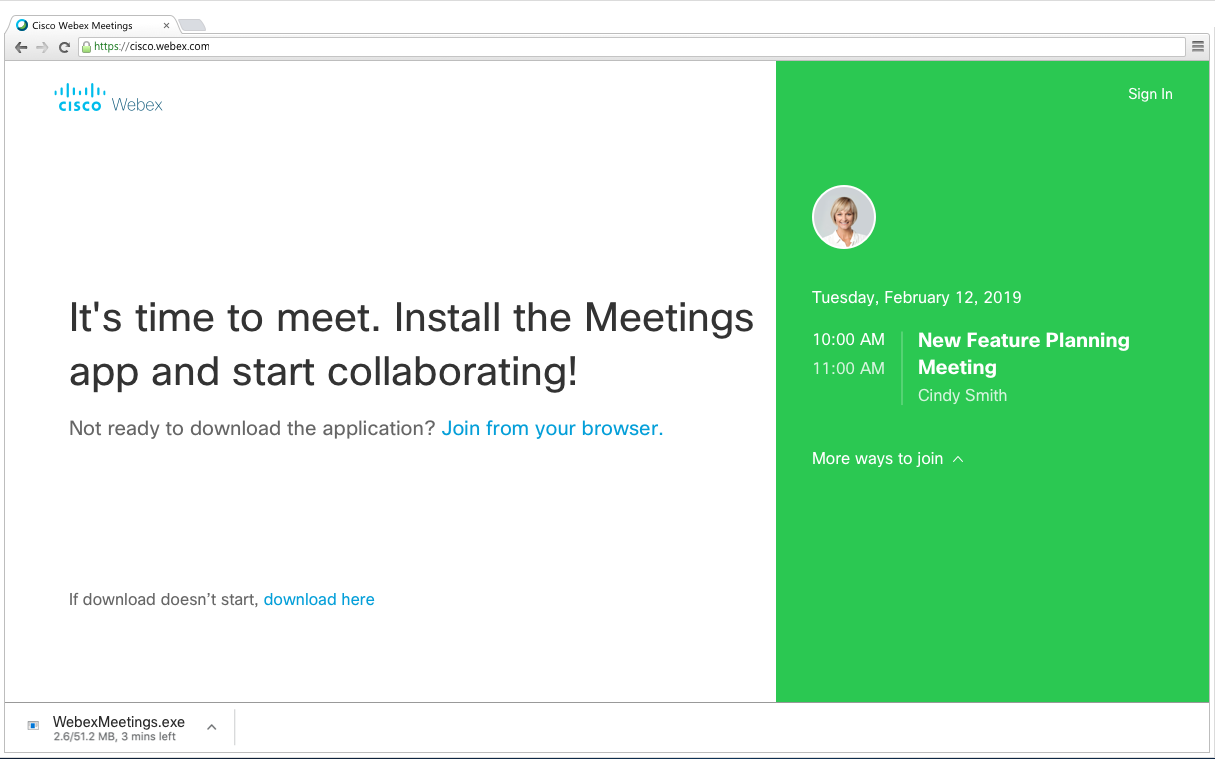 Cisco Webex Meetings
https://cisco.webex.com
CISCO Webex
Sign In
Tuesday, February 12, 2019
10:00 AM
11:00 AM
New Feature Planning
Meeting
Cindy Smith
More ways to join
It's time to meet. Install the Meetings
app and start collaborating!
Not ready to download the application? Join from your browser.
If download doesn’t start, download here
WebexMeetings.exe
2.6/51.2 MB, 3 mins left